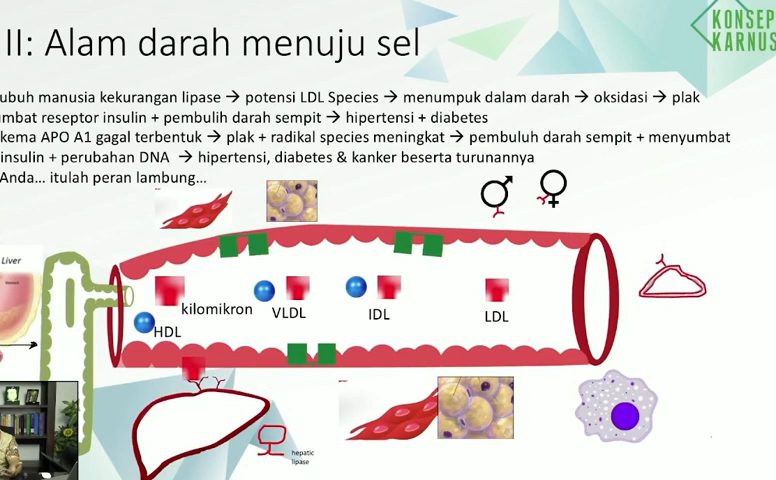 II: Alam darah menuju sel
KONSEP
KARNUS
ubuh manusia kekurangan lipase → potensi LDL Species → menumpuk dalam darah → oksidasi → plak
umbat reseptor insulin + pembulih darah sempit → hipertensi + diabetes
kema APO A1 gagal terbentuk → plak + radikal species meningkat → pembuluh darah sempit + menyumbat
insulin + perubahan DNA → hipertensi, diabetes & kanker beserta turunannya
Anda... itulah peran lambung...
Liver
kilomikron
HDL
VLDL
IDL
LDL
hepatic
lipase